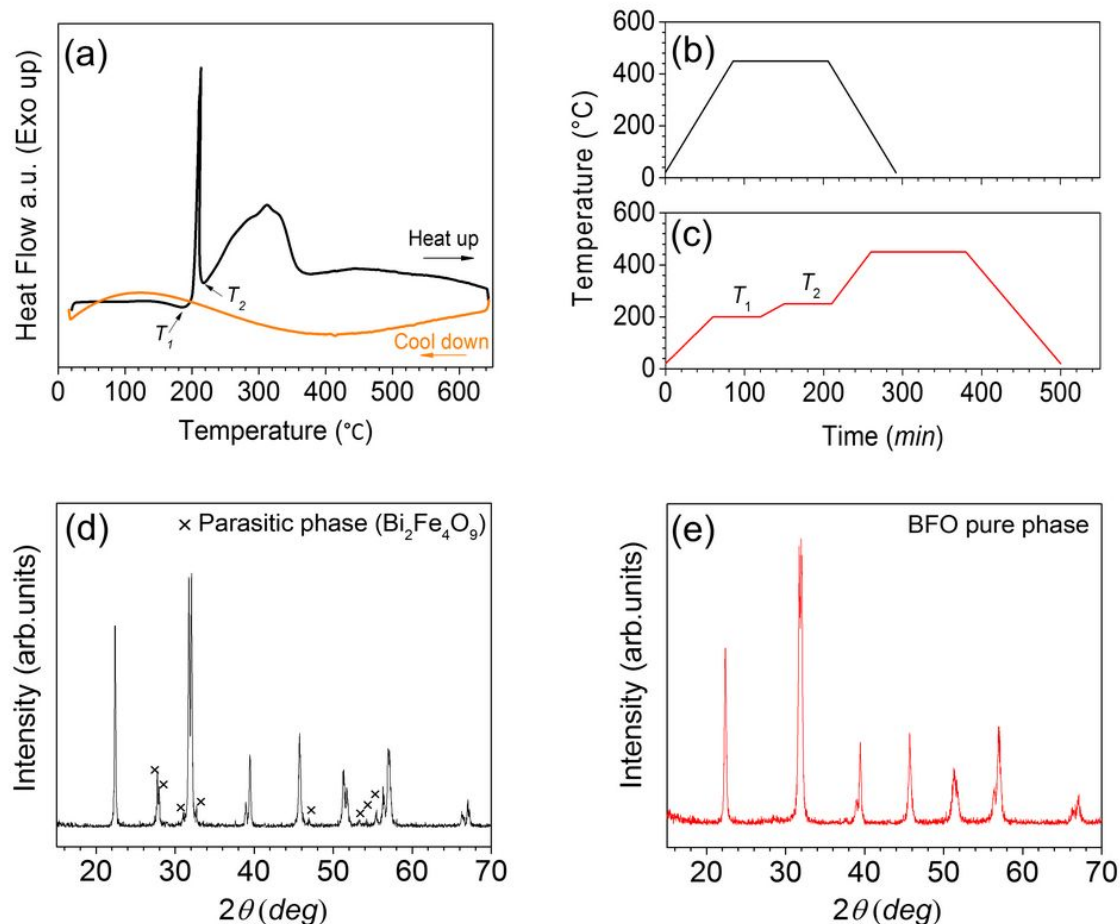 (a)
Heat Flow a.u. (Exo up)
Heat up
T2
T1
Cool down
0 100 200 300 400 500 600
Temperature (°C)
(b)
600
400
200
0
(c)
600
400
200
0
T1
T2
Temperature (°C)
0 100 200 300 400 500
Time (min)
(d)
× Parasitic phase (Bi2Fe4O9)
Intensity (arb.units)
20 30 40 50 60 70
2θ (deg)
(e)
BFO pure phase
Intensity (arb.units)
20 30 40 50 60 70
2θ (deg)